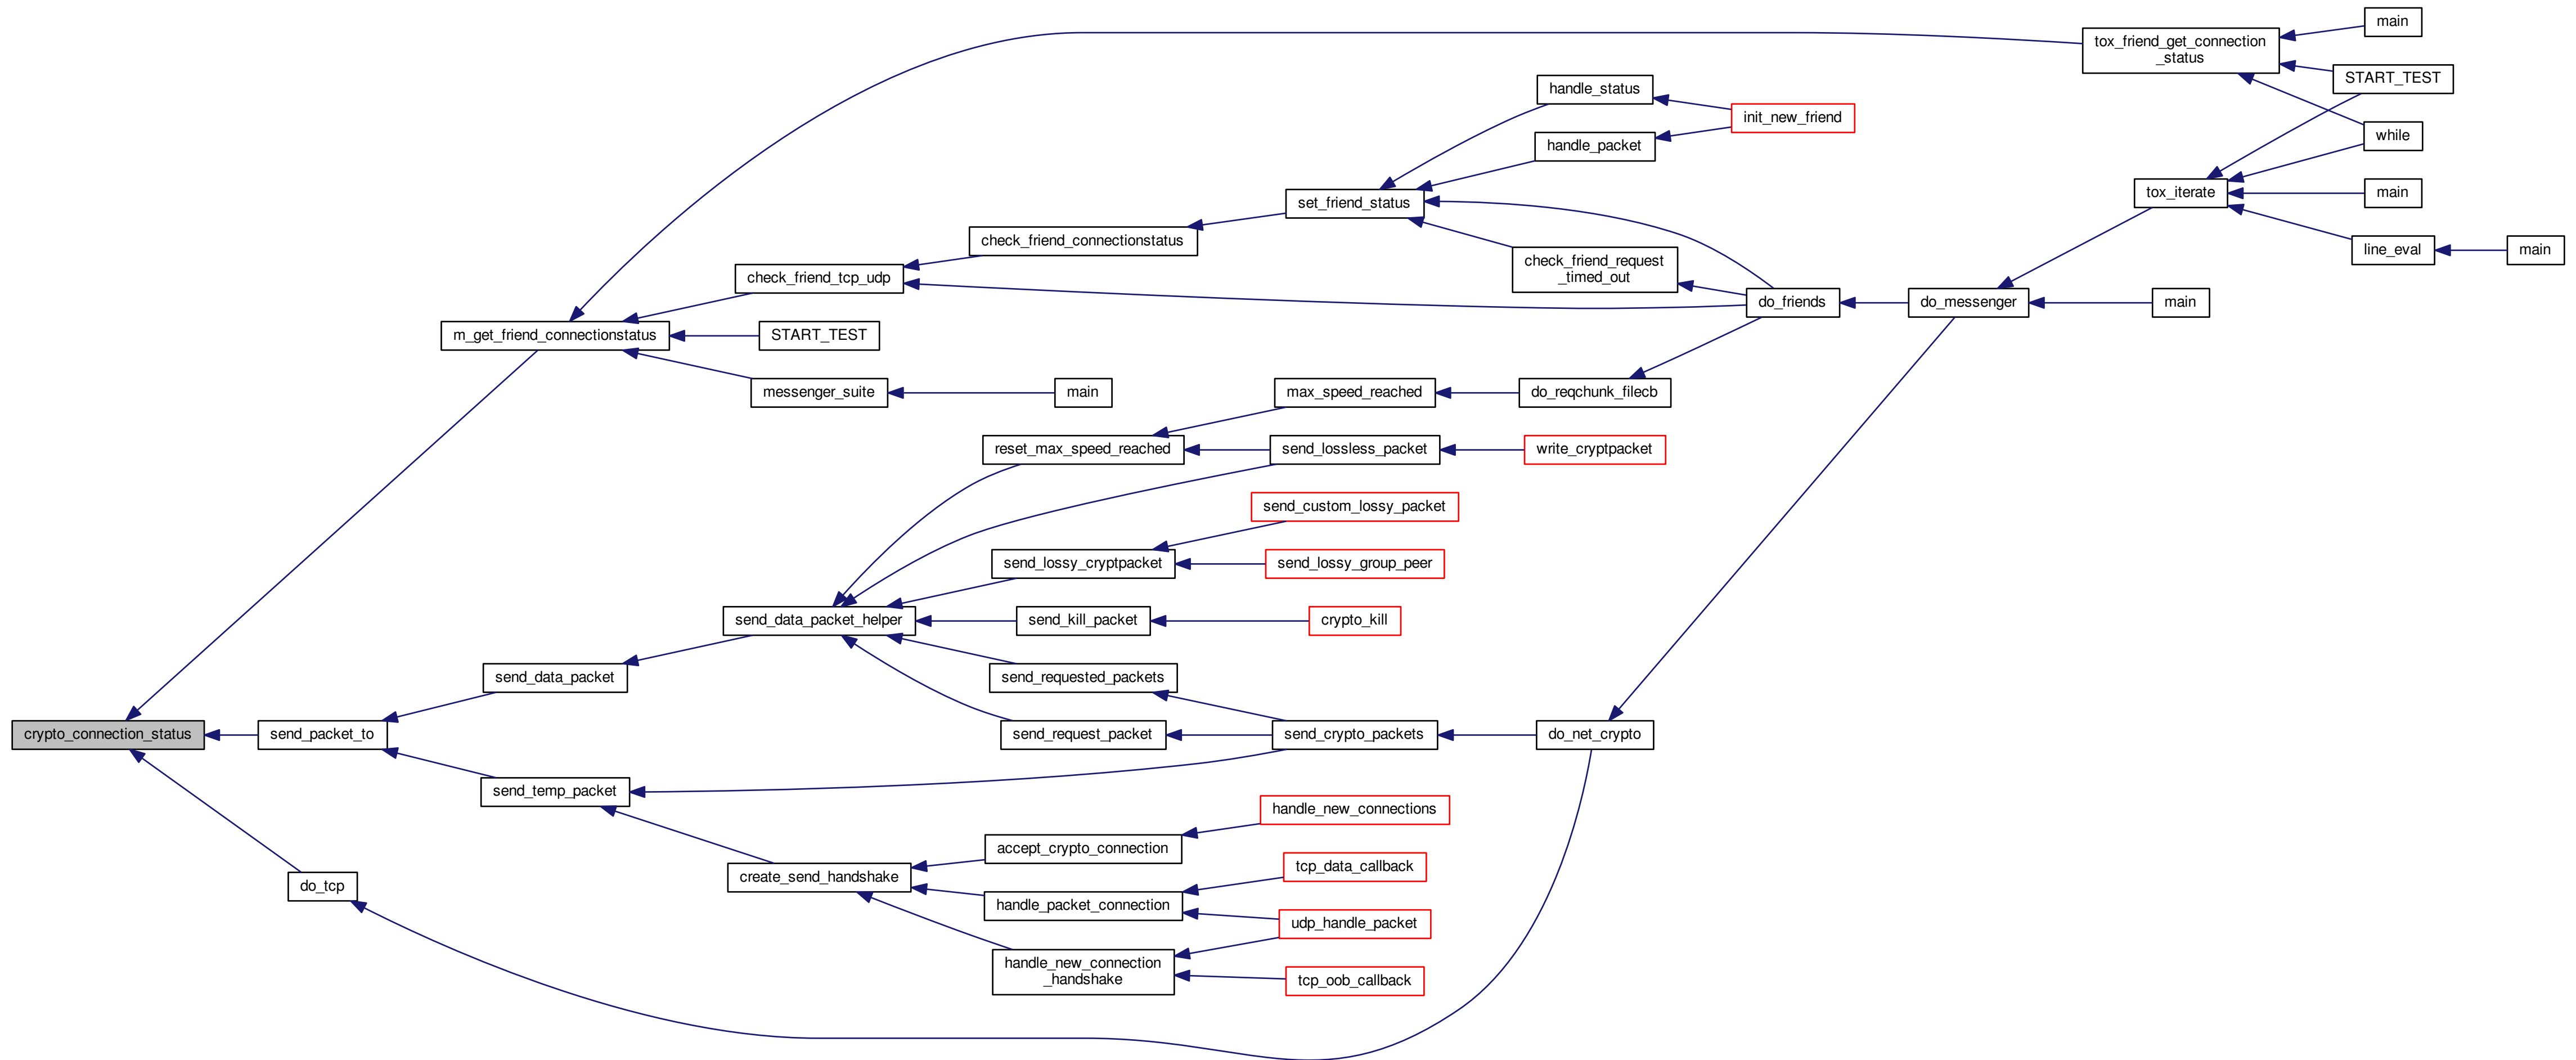 main
tox_friend_get_connection
_status
START_TEST
handle_status
init_new_friend
while
handle_packet
tox_iterate
main
set_friend_status
check_friend_connectionstatus
line_eval
main
check_friend_request
_timed_out
check_friend_tcp_udp
do_friends
do_messenger
main
m_get_friend_connectionstatus
START_TEST
messenger_suite
main
max_speed_reached
do_reqchunk_filecb
reset_max_speed_reached
send_lossless_packet
write_cryptpacket
send_custom_lossy_packet
send_lossy_cryptpacket
send_lossy_group_peer
send_data_packet_helper
send_kill_packet
crypto_kill
send_data_packet
send_requested_packets
crypto_connection_status
send_packet_to
send_request_packet
send_crypto_packets
do_net_crypto
send_temp_packet
handle_new_connections
accept_crypto_connection
tcp_data_callback
create_send_handshake
do_tcp
handle_packet_connection
udp_handle_packet
handle_new_connection
_handshake
tcp_oob_callback